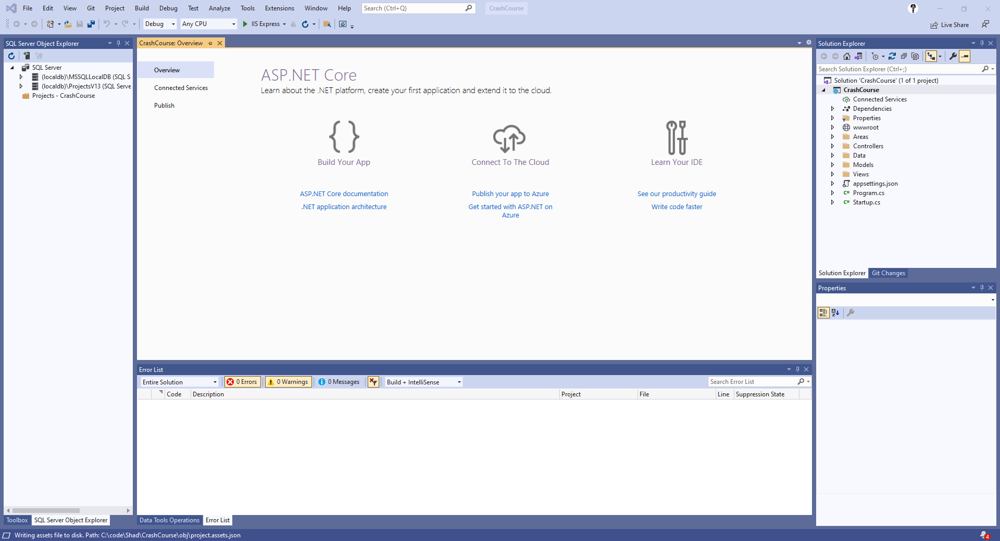 File Edit View Git Project Build Debug Test Analyze Tools Extensions Window Help Search (Ctrl+Q) CrashCourse
Debug Any CPU IIS Express Live Share
SQL Server Object Explorer
SQL Server
(localdb)\MSSQLLocalDB (SQL S
(localdb)\ProjectsV13 (SQL Serve
Projects - CrashCourse
Toolbox SQL Server Object Explorer
CrashCourse: Overview
Overview
Connected Services
Publish
ASP.NET Core
Learn about the .NET platform, create your first application and extend it to the cloud.
Build Your App
ASP.NET Core documentation
.NET application architecture
Connect To The Cloud
Publish your app to Azure
Get started with ASP.NET on
Azure
Learn Your IDE
See our productivity guide
Write code faster
Error List
Entire Solution 0 Errors 0 Warnings 0 Messages Build + IntelliSense Search Error List
Code Description Project File Line Suppression State
Data Tools Operations Error List
Solution Explorer
Search Solution Explorer (Ctrl+;)
Solution 'CrashCourse' (1 of 1 project)
CrashCourse
Connected Services
Dependencies
Properties
wwwroot
Areas
Controllers
Data
Models
Views
appsettings.json
C# Program.cs
C# Startup.cs
Solution Explorer Git Changes
Properties
Writing assets file to disk. Path: C:\code\Shad\CrashCourse\obj\project.assets.json 4